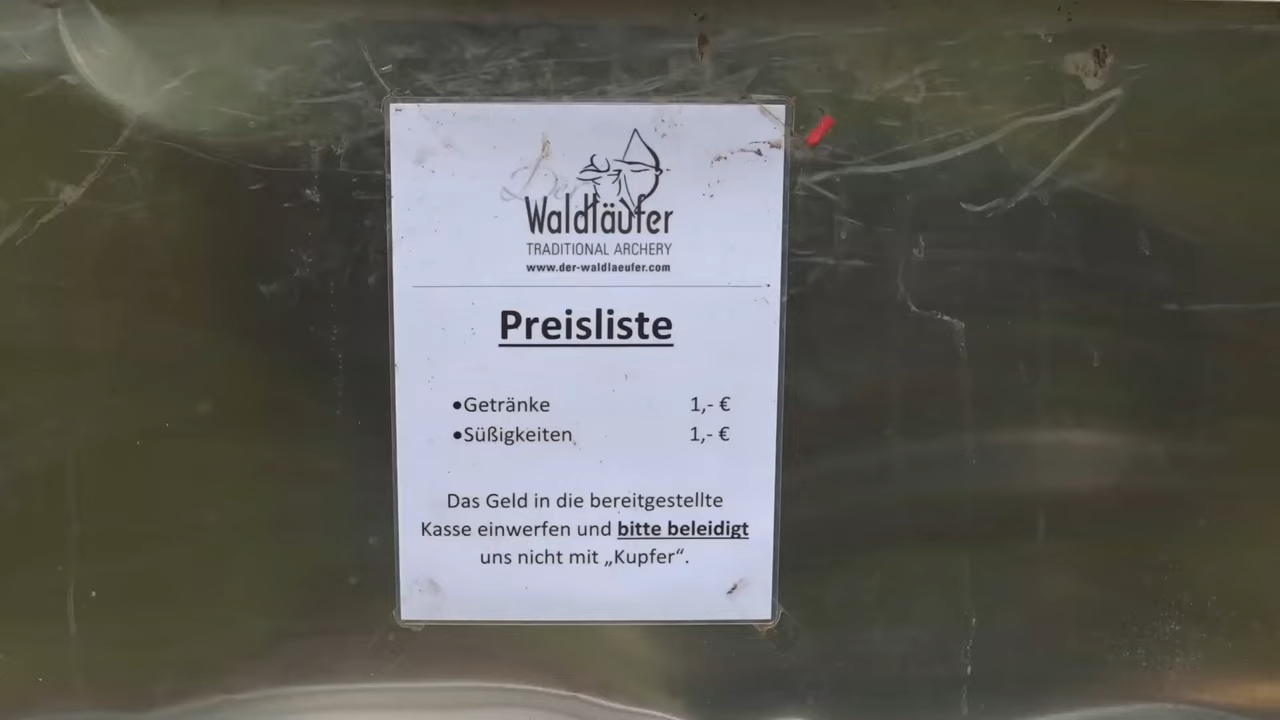 Der
Waldläufer
TRADITIONAL ARCHERY
www.der-waldlaeufer.com
Preisliste
•Getränke 1,- €
•Süßigkeiten 1,- €
Das Geld in die bereitgestellte
Kasse einwerfen und bitte beleidigt
uns nicht mit „Kupfer“.